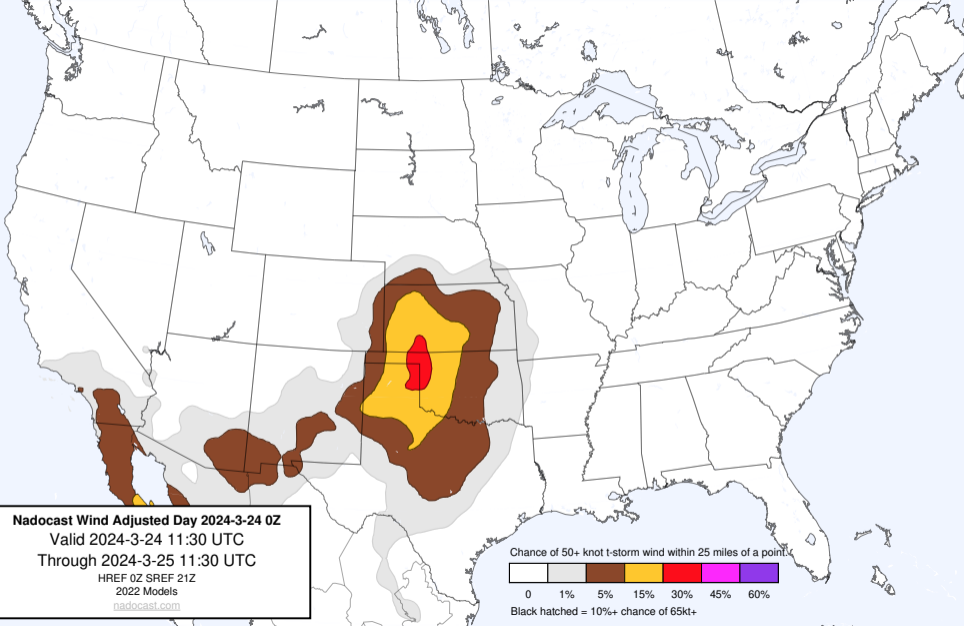 Nadocast Wind Adjusted Day 2024-3-24 0Z
Valid 2024-3-24 11:30 UTC
Through 2024-3-25 11:30 UTC
HREF 0Z SREF 21Z
2022 Models
nadocast.com
Chance of 50+ knot t-storm wind within 25 miles of a point.
0 1% 5% 15% 30% 45% 60%
Black hatched = 10%+ chance of 65kt+